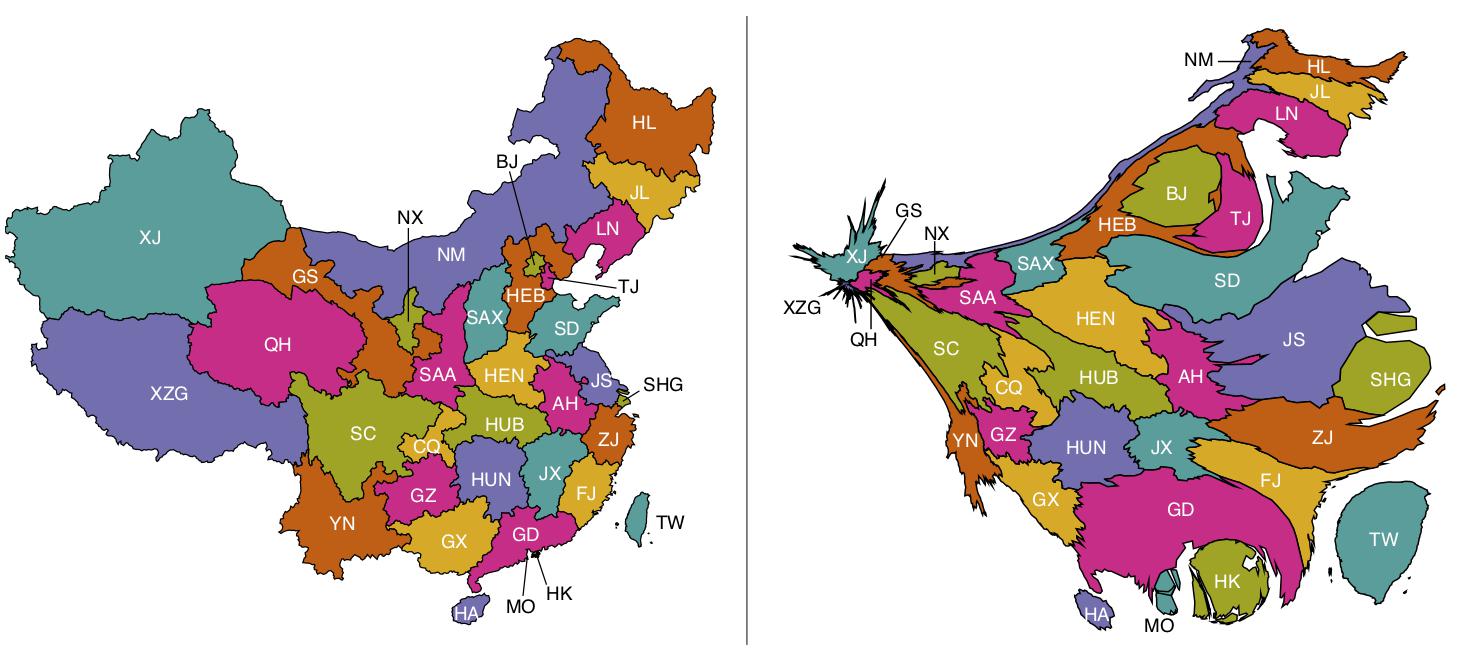 HL
BJ
JL
NX
LN
XJ
NM
GS
TJ
HEB
SAX
SD
QH
SAA
HEN
JS
SHG
XZG
AH
HUB
SC
CQ
ZJ
HUN
JX
GZ
FJ
YN
TW
GX
GD
HK
MO
HA
NM
HL
JL
LN
BJ
GS
TJ
HEB
NX
XJ
SAX
SD
SAA
XZG
HEN
QH
JS
SC
AH
HUB
SHG
CQ
GZ
YN
HUN
JX
ZJ
FJ
GX
GD
TW
HK
HA
MO